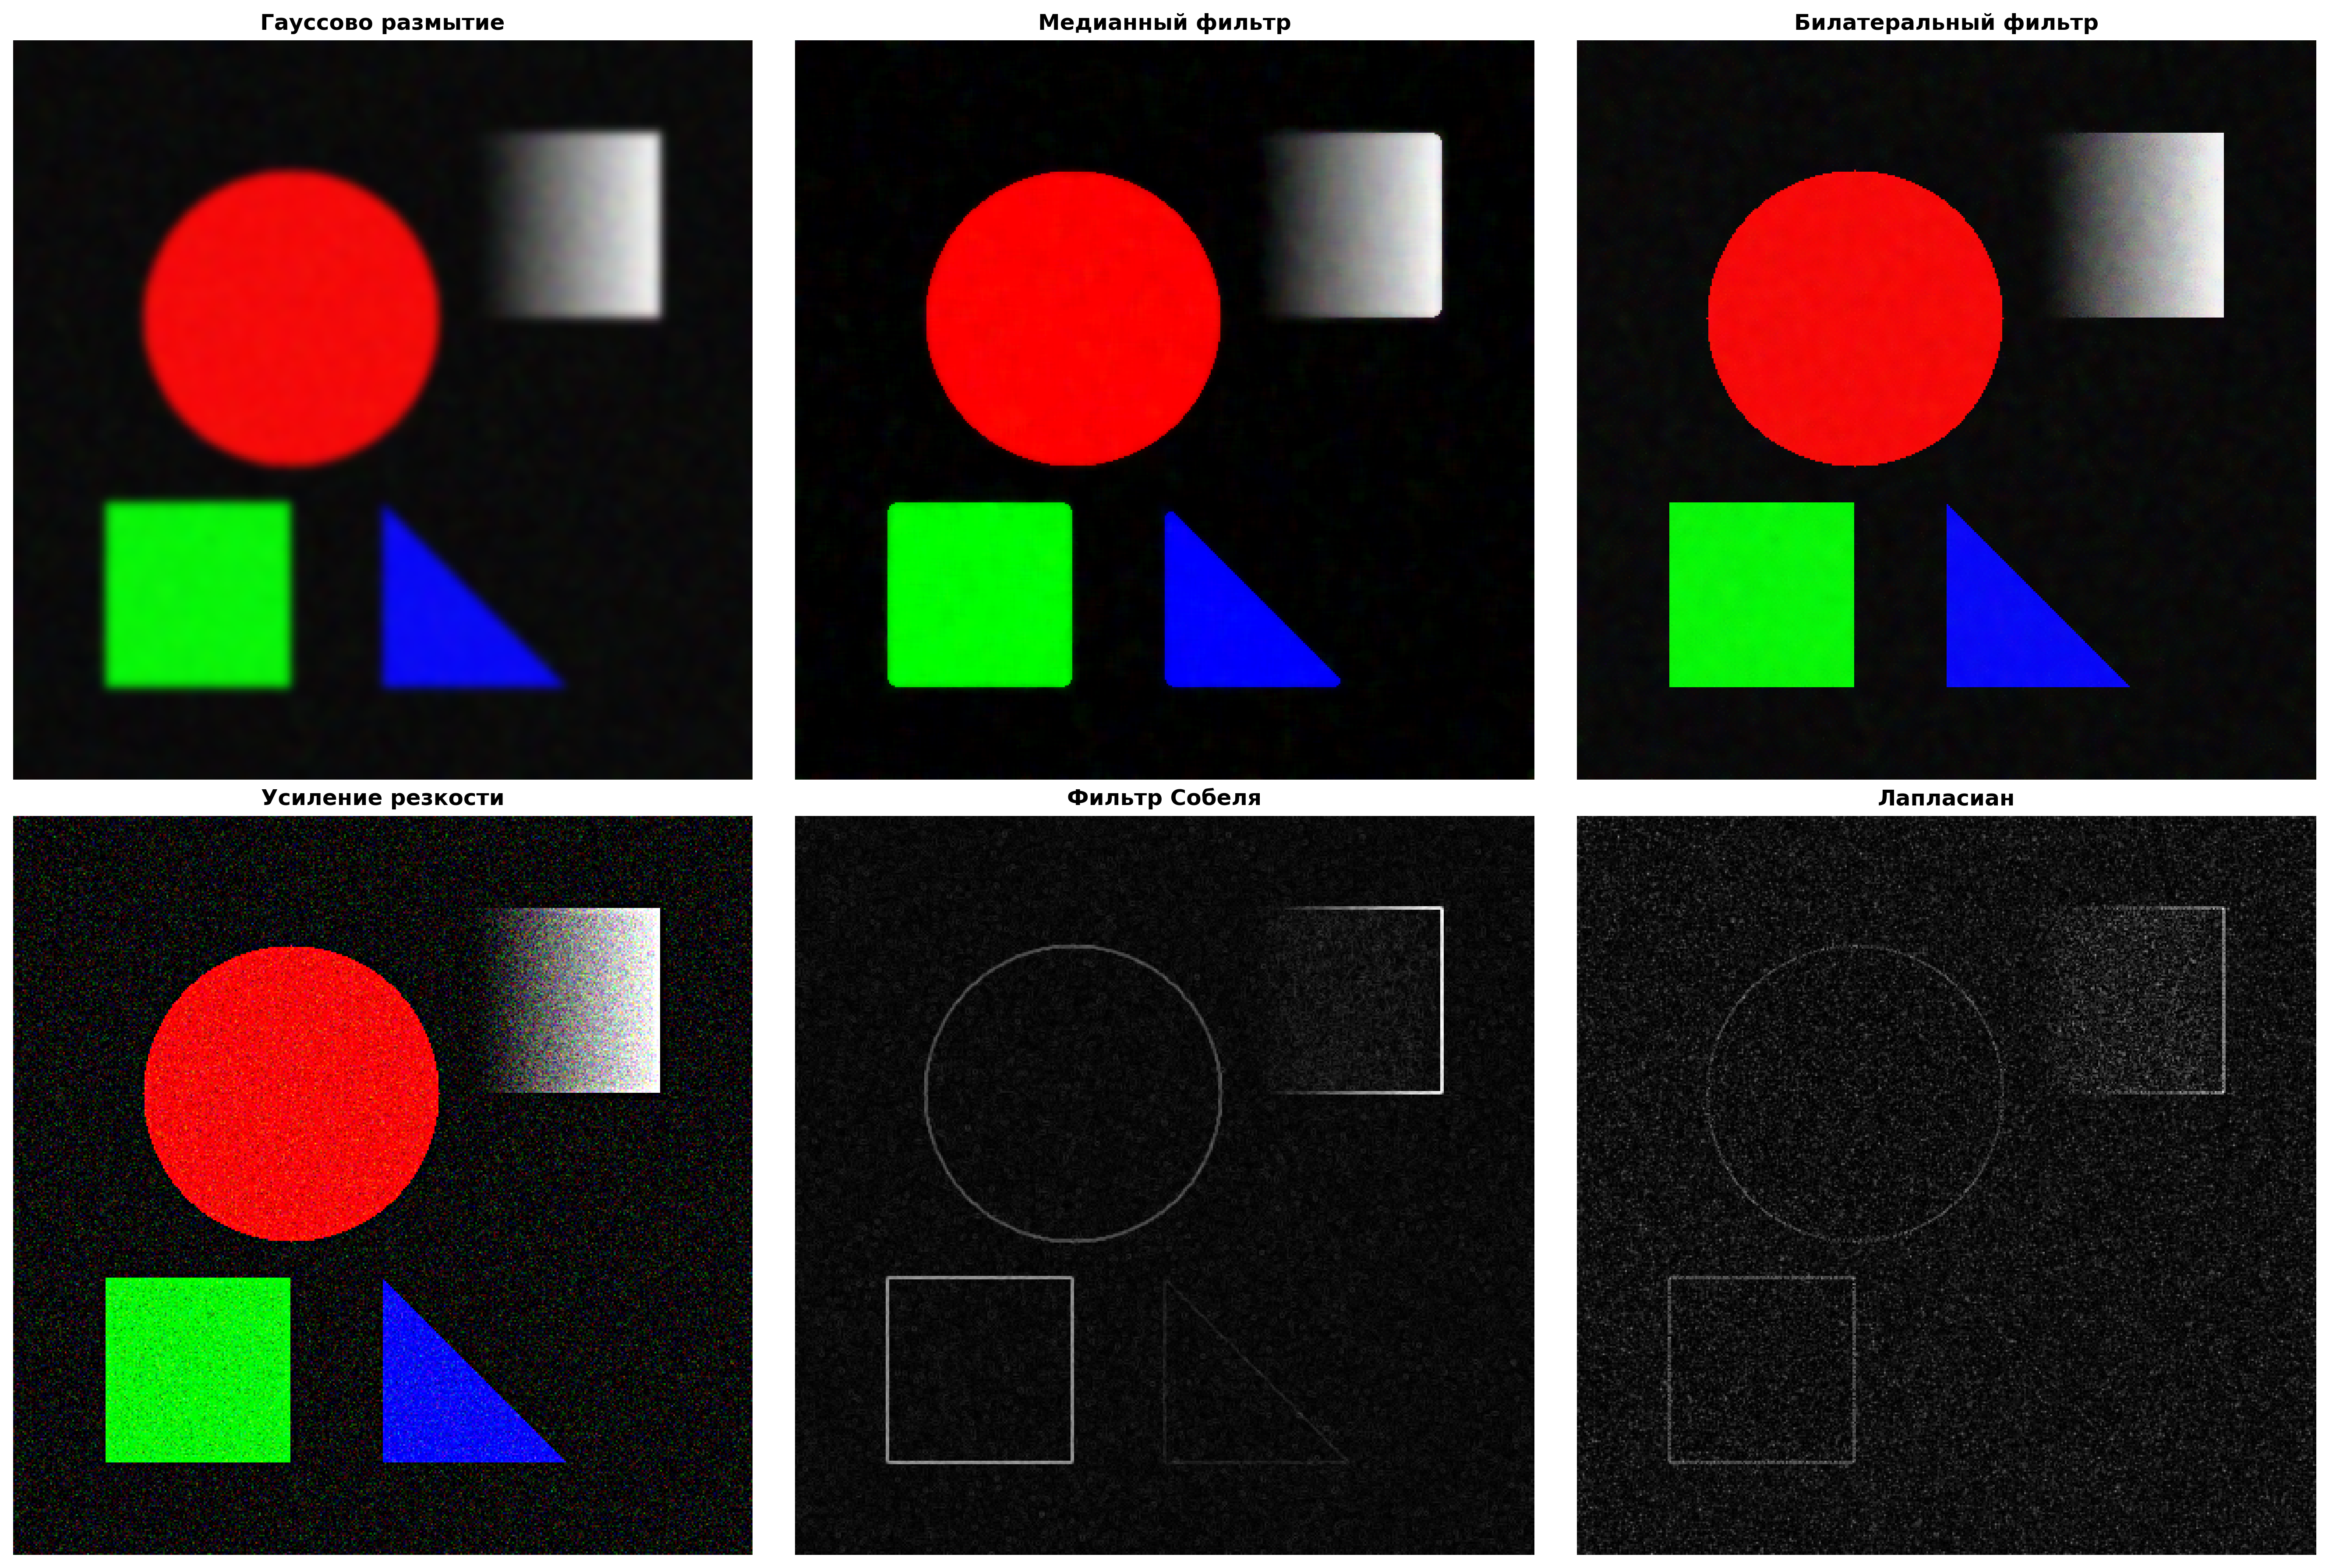 Гауссово размытие
Медианный фильтр
Билатеральный фильтр
Усиление резкости
Фильтр Собеля
Лапласиан